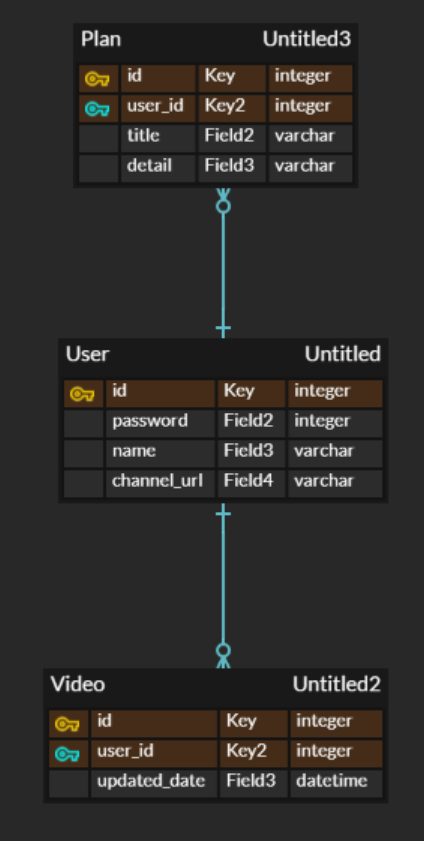 Plan Untitled3
id Key integer
user_id Key2 integer
title Field2 varchar
detail Field3 varchar
User Untitled
id Key integer
password Field2 integer
name Field3 varchar
channel_url Field4 varchar
Video Untitled2
id Key integer
user_id Key2 integer
updated_date Field3 datetime